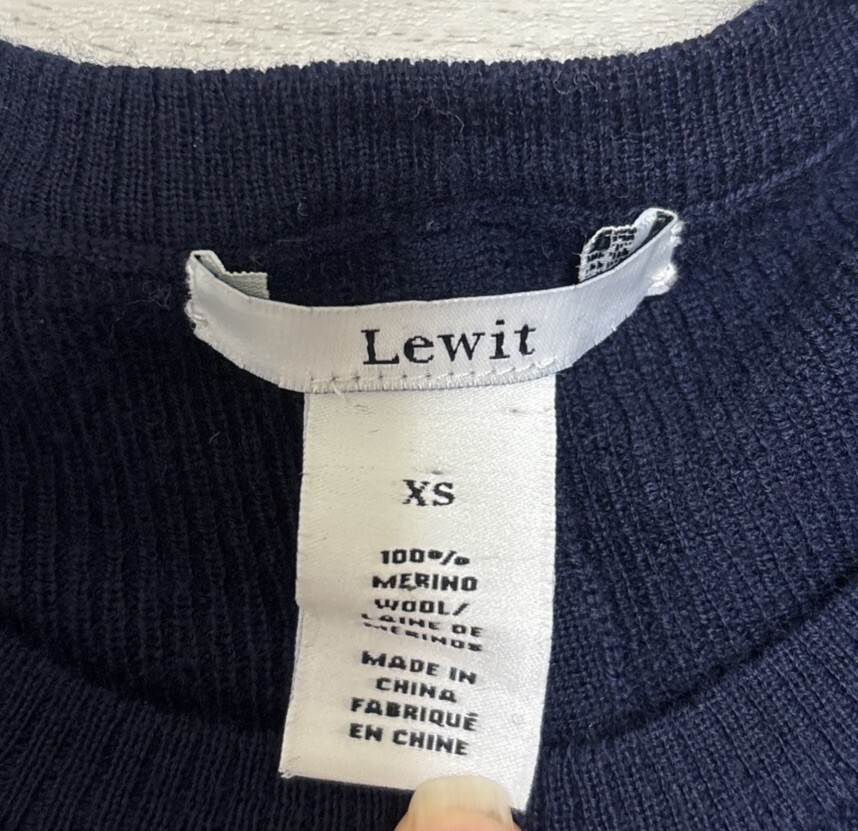 Lewit
XS
100%
MERINO
WOOL/
LAINE DE
MERINOS
MADE IN
CHINA
FABRIQUÉ
EN CHINE